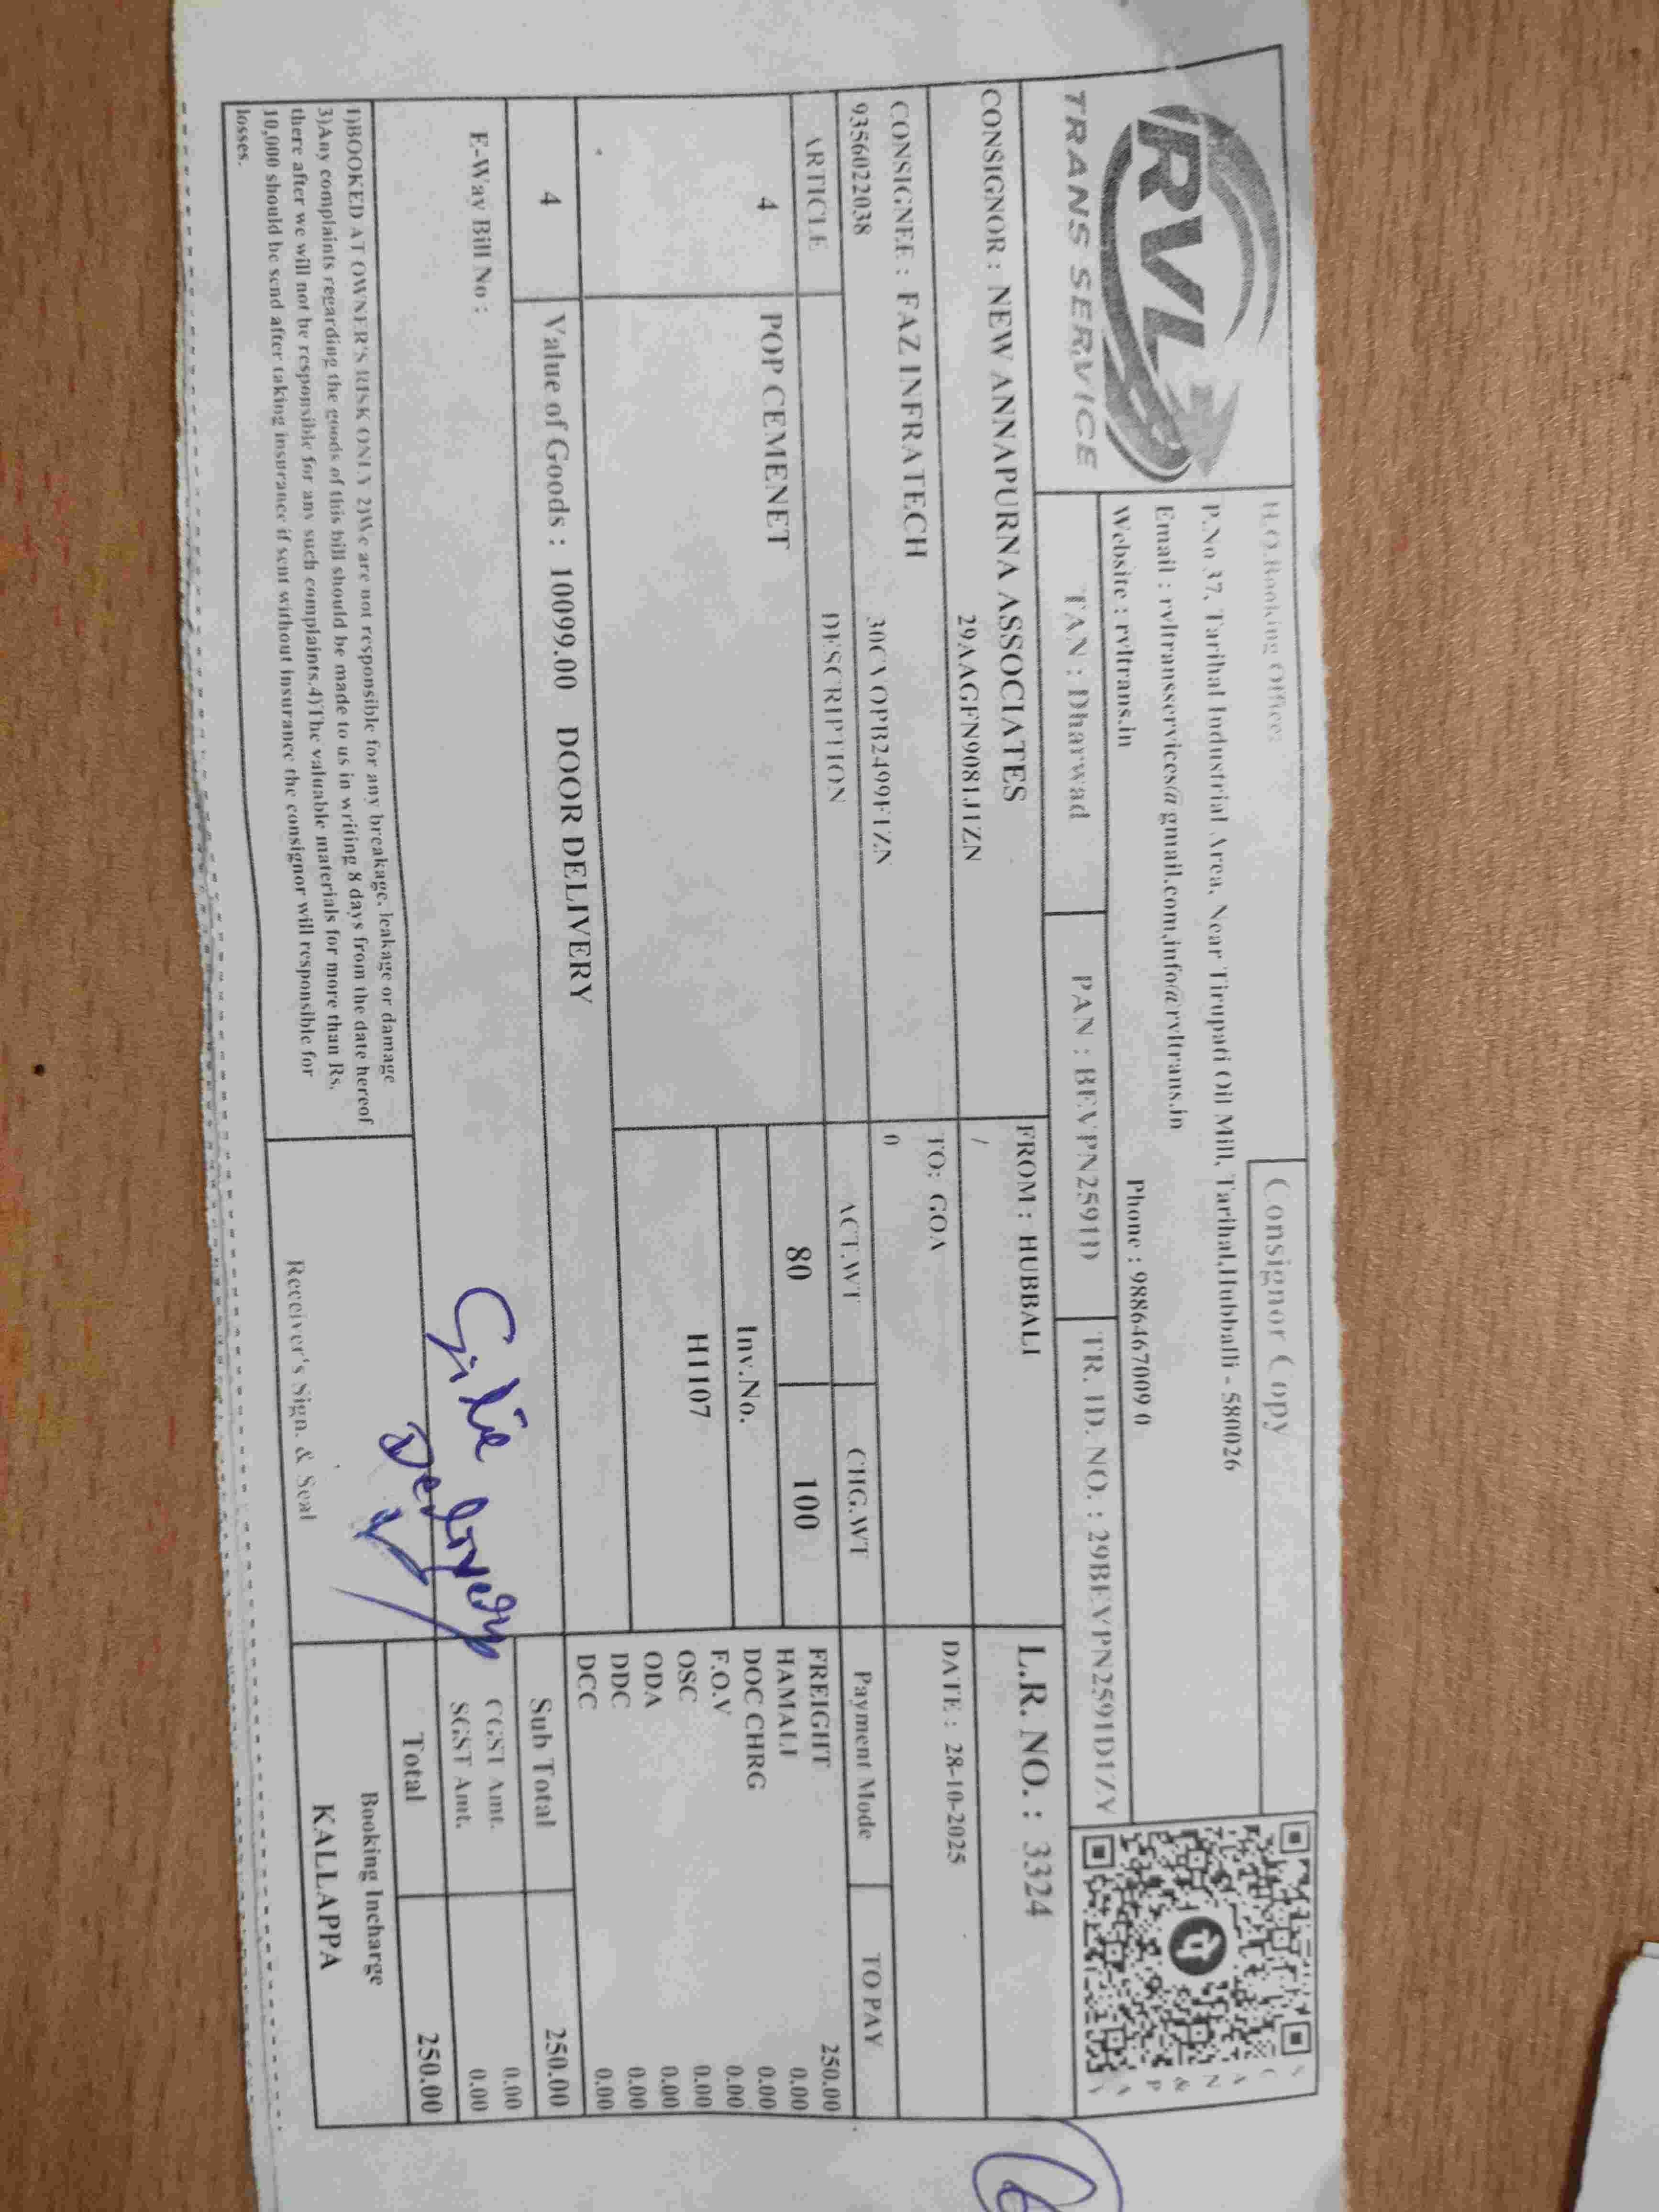 RVL
TRANS SERVICE
H.O.Booking Office:
Consignor Copy
P.No 37, Tarihal Industrial Area, Near Tirupati Oil Mill, Tarihal,Hubballi - 580026
Email : rvltransservices@gmail.com,info@rvltrans.in
Website : rvltrans.in
Phone : 9886467009 0
SCAN & PAY
TAN : Dharwad
PAN : BEVPN2591D
TR. ID. NO. : 29BEVPN2591D1ZY
CONSIGNOR : NEW ANNAPURNA ASSOCIATES
29AAGFN9081J1ZN
FROM : HUBBALI
/
L.R. NO. : 3324
CONSIGNEE : FAZ INFRATECH
9356022038
TO: GOA
0
DATE : 28-10-2025
ARTICLE DESCRIPTION ACT.WT CHG.WT Payment Mode TO PAY
4 POP CEMENET 80 100
Inv.No.
H1107
FREIGHT 250.00
HAMALI 0.00
DOC CHRG 0.00
F.O.V 0.00
OSC 0.00
ODA 0.00
DDC 0.00
DCC 0.00
4 Value of Goods : 10099.00 DOOR DELIVERY
Sub Total 250.00
E-Way Bill No :
CGST Amt. 0.00
SGST Amt. 0.00
Total 250.00
Delivery
1)BOOKED AT OWNER'S RISK ONLY 2)We are not responsible for any breakage, leakage or damage
3)Any complaints regarding the goods of this bill should be made to us in writing 8 days from the date hereof
there after we will not be responsible for any such complaints.4)The valuable materials for more than Rs.
10,000 should be send after taking insurance if sent without insurance the consignor will responsible for
losses.
Receiver's Sign. & Seal
Booking Incharge
KALLAPPA